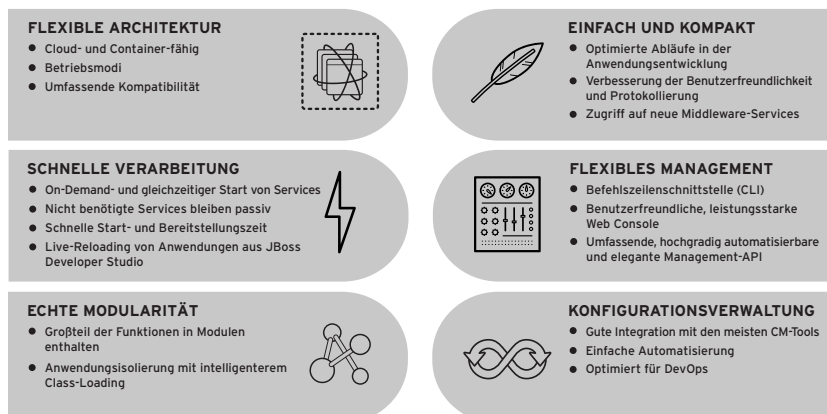 FLEXIBLE ARCHITEKTUR
● Cloud- und Container-fähig
● Betriebsmodi
● Umfassende Kompatibilität
EINFACH UND KOMPAKT
● Optimierte Abläufe in der
Anwendungsentwicklung
● Verbesserung der Benutzerfreundlichkeit
und Protokollierung
● Zugriff auf neue Middleware-Services
SCHNELLE VERARBEITUNG
● On-Demand- und gleichzeitiger Start von Services
● Nicht benötigte Services bleiben passiv
● Schnelle Start- und Bereitstellungszeit
● Live-Reloading von Anwendungen aus JBoss
Developer Studio
FLEXIBLES MANAGEMENT
● Befehlszeilenschnittstelle (CLI)
● Benutzerfreundliche, leistungsstarke
Web Console
● Umfassende, hochgradig automatisierbare
und elegante Management-API
ECHTE MODULARITÄT
● Großteil der Funktionen in Modulen
enthalten
● Anwendungsisolierung mit intelligenterem
Class-Loading
KONFIGURATIONSVERWALTUNG
● Gute Integration mit den meisten CM-Tools
● Einfache Automatisierung
● Optimiert für DevOps